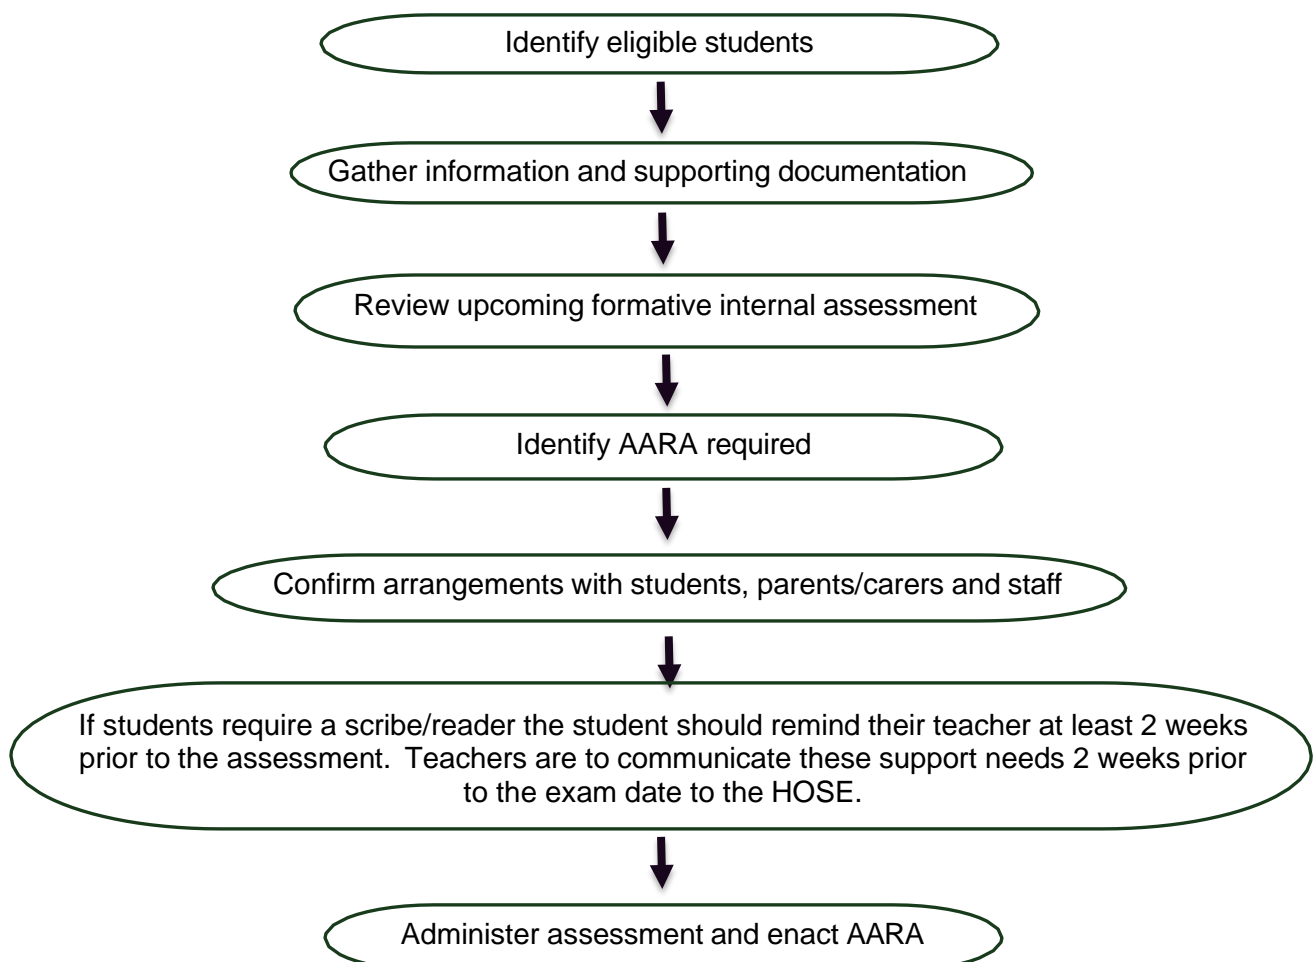 Identify eligible students
Gather information and supporting documentation
Review upcoming formative internal assessment
Identify AARA required
Confirm arrangements with students, parents/carers and staff
If students require a scribe/reader the student should remind their teacher at least 2 weeks
prior to the assessment.  Teachers are to communicate these support needs 2 weeks prior
to the exam date to the HOSE.
Administer assessment and enact AARA